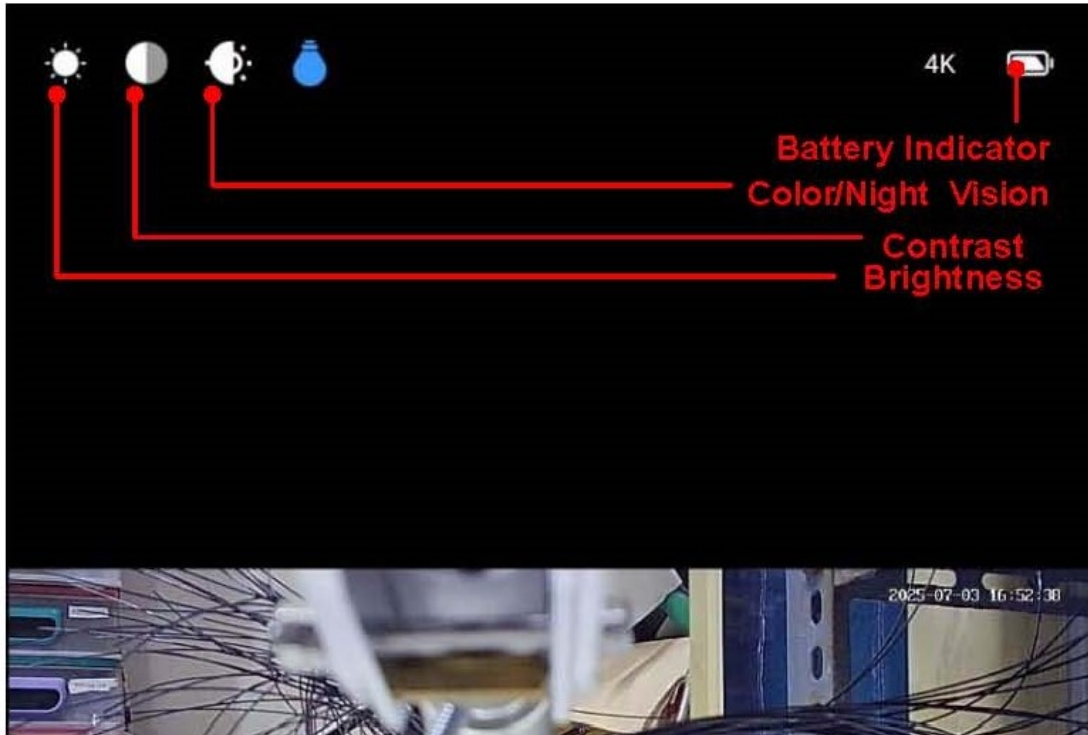 4K
Battery Indicator
Color/Night Vision
Contrast
Brightness
2025-07-03 16:52:38